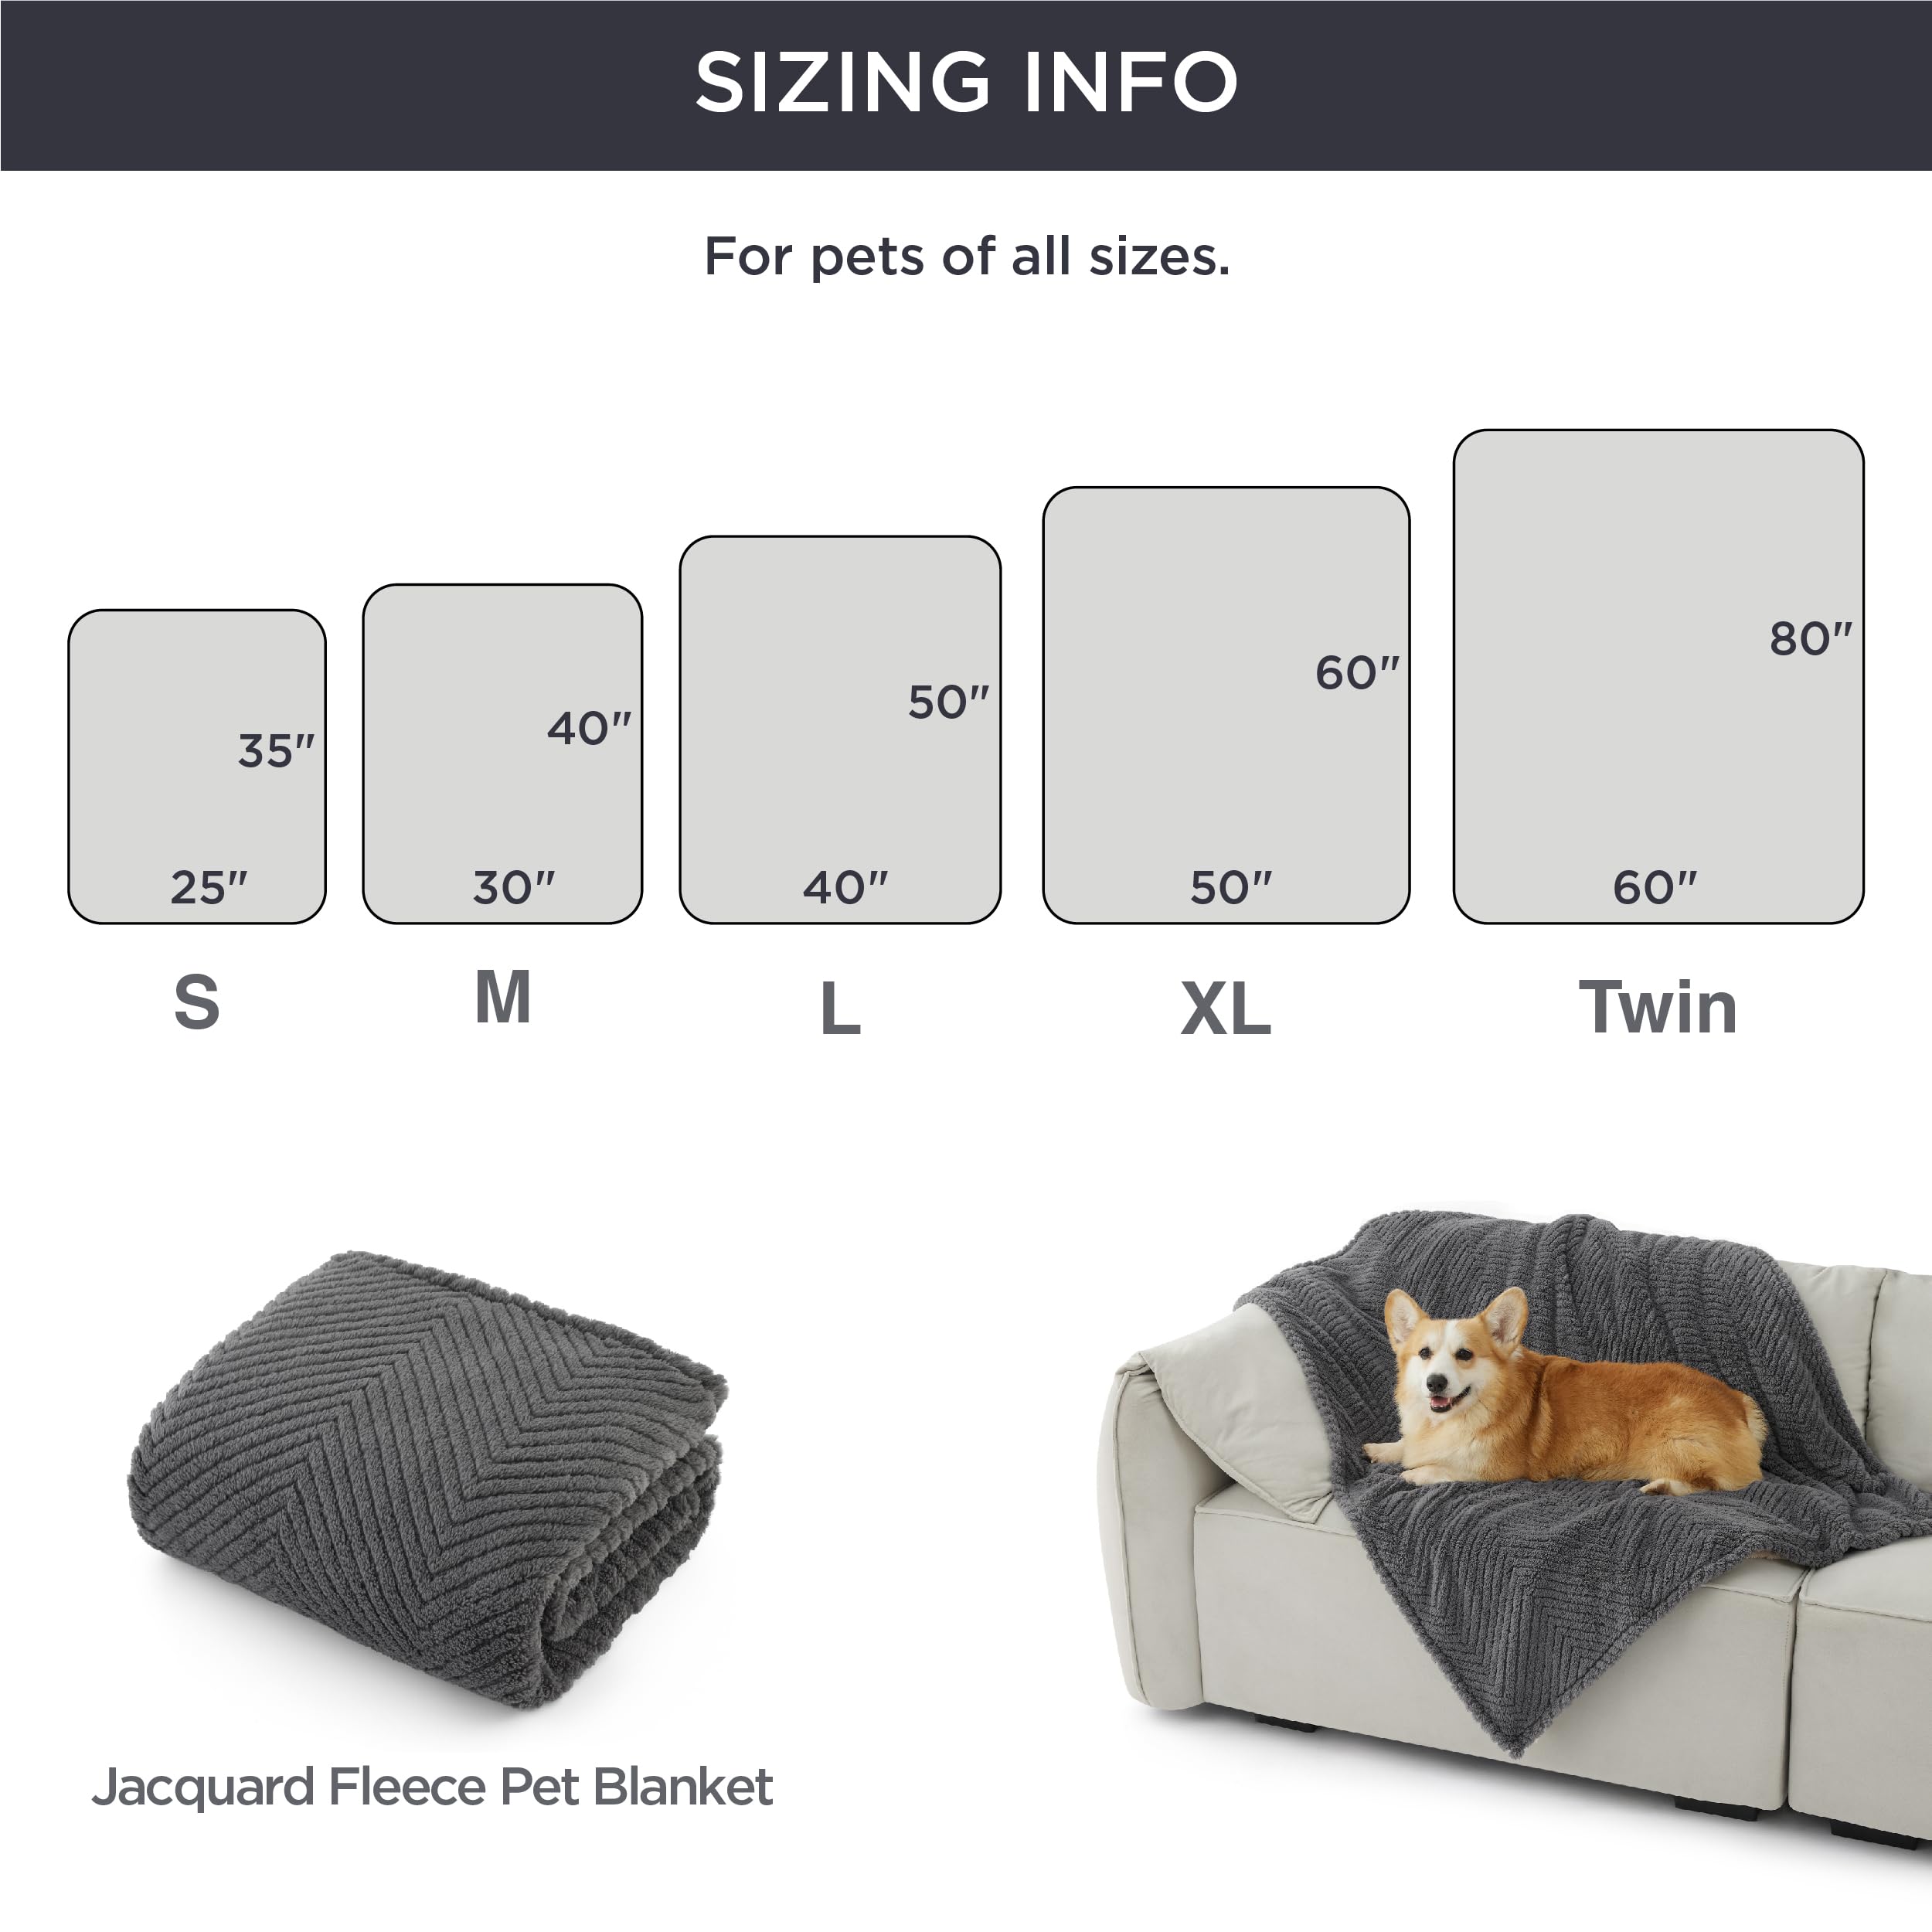 SIZING INFO
For pets of all sizes.
35"
25"
S
40"
30"
M
50"
40"
L
60"
50"
XL
80"
60"
Twin
Jacquard Fleece Pet Blanket